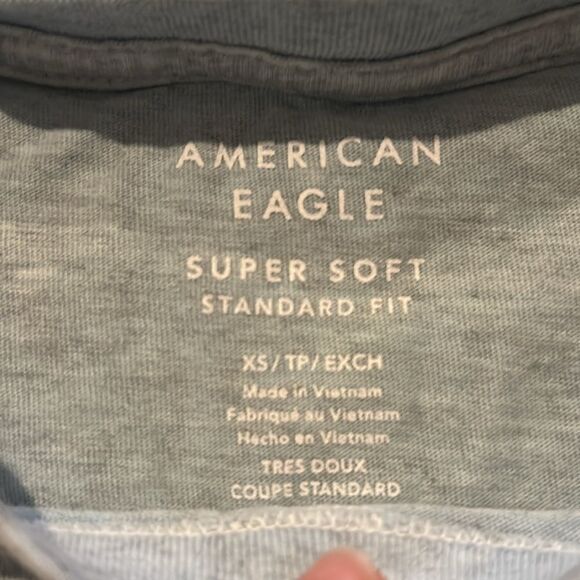 AMERICAN
EAGLE
SUPER SOFT
STANDARD FIT
XS/TP/EXCH
Made in Vietnam
Fabriqué au Vietnam
Hecho en Vietnam
TRES DOUX
COUPE STANDARD